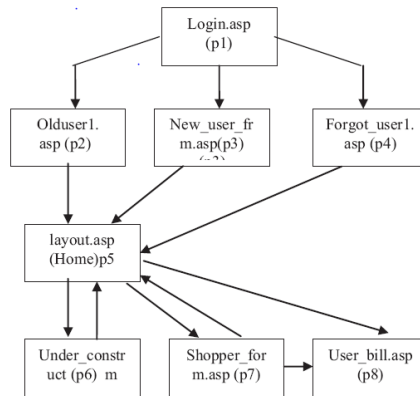 Login.asp
(p1)
Olduser1.
asp (p2)
New_user_fr
m.asp(p3)
Forgot_user1.
asp (p4)
layout.asp
(Home)p5
Under_constr
uct (p6) m
Shopper_for
m.asp (p7)
User_bill.asp
(p8)